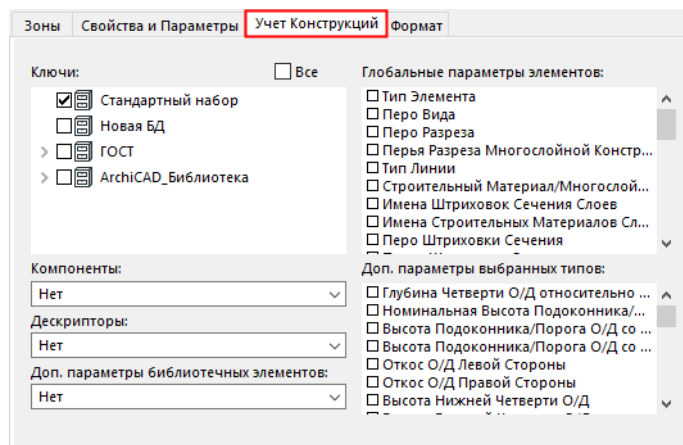 Зоны Свойства и Параметры Учет Конструкций Формат
Ключи:
Все
Стандартный набор
Новая БД
ГОСТ
ArchiCAD_Библиотека
Компоненты:
Нет
Дескрипторы:
Нет
Доп. параметры библиотечных элементов:
Нет
Глобальные параметры элементов:
Тип Элемента
Перо Вида
Перо Разреза
Перья Разреза Многослойной Констр...
Тип Линии
Строительный Материал/Многослой...
Имена Штриховок Сечения Слоев
Имена Строительных Материалов Сл...
Перо Штриховки Сечения
Доп. параметры выбранных типов:
Глубина Четверти О/Д относительно ...
Номинальная Высота Подоконника/...
Высота Подоконника/Порога О/Д со ...
Высота Подоконника/Порога О/Д со ...
Откос О/Д Левой Стороны
Откос О/Д Правой Стороны
Высота Нижней Четверти О/Д